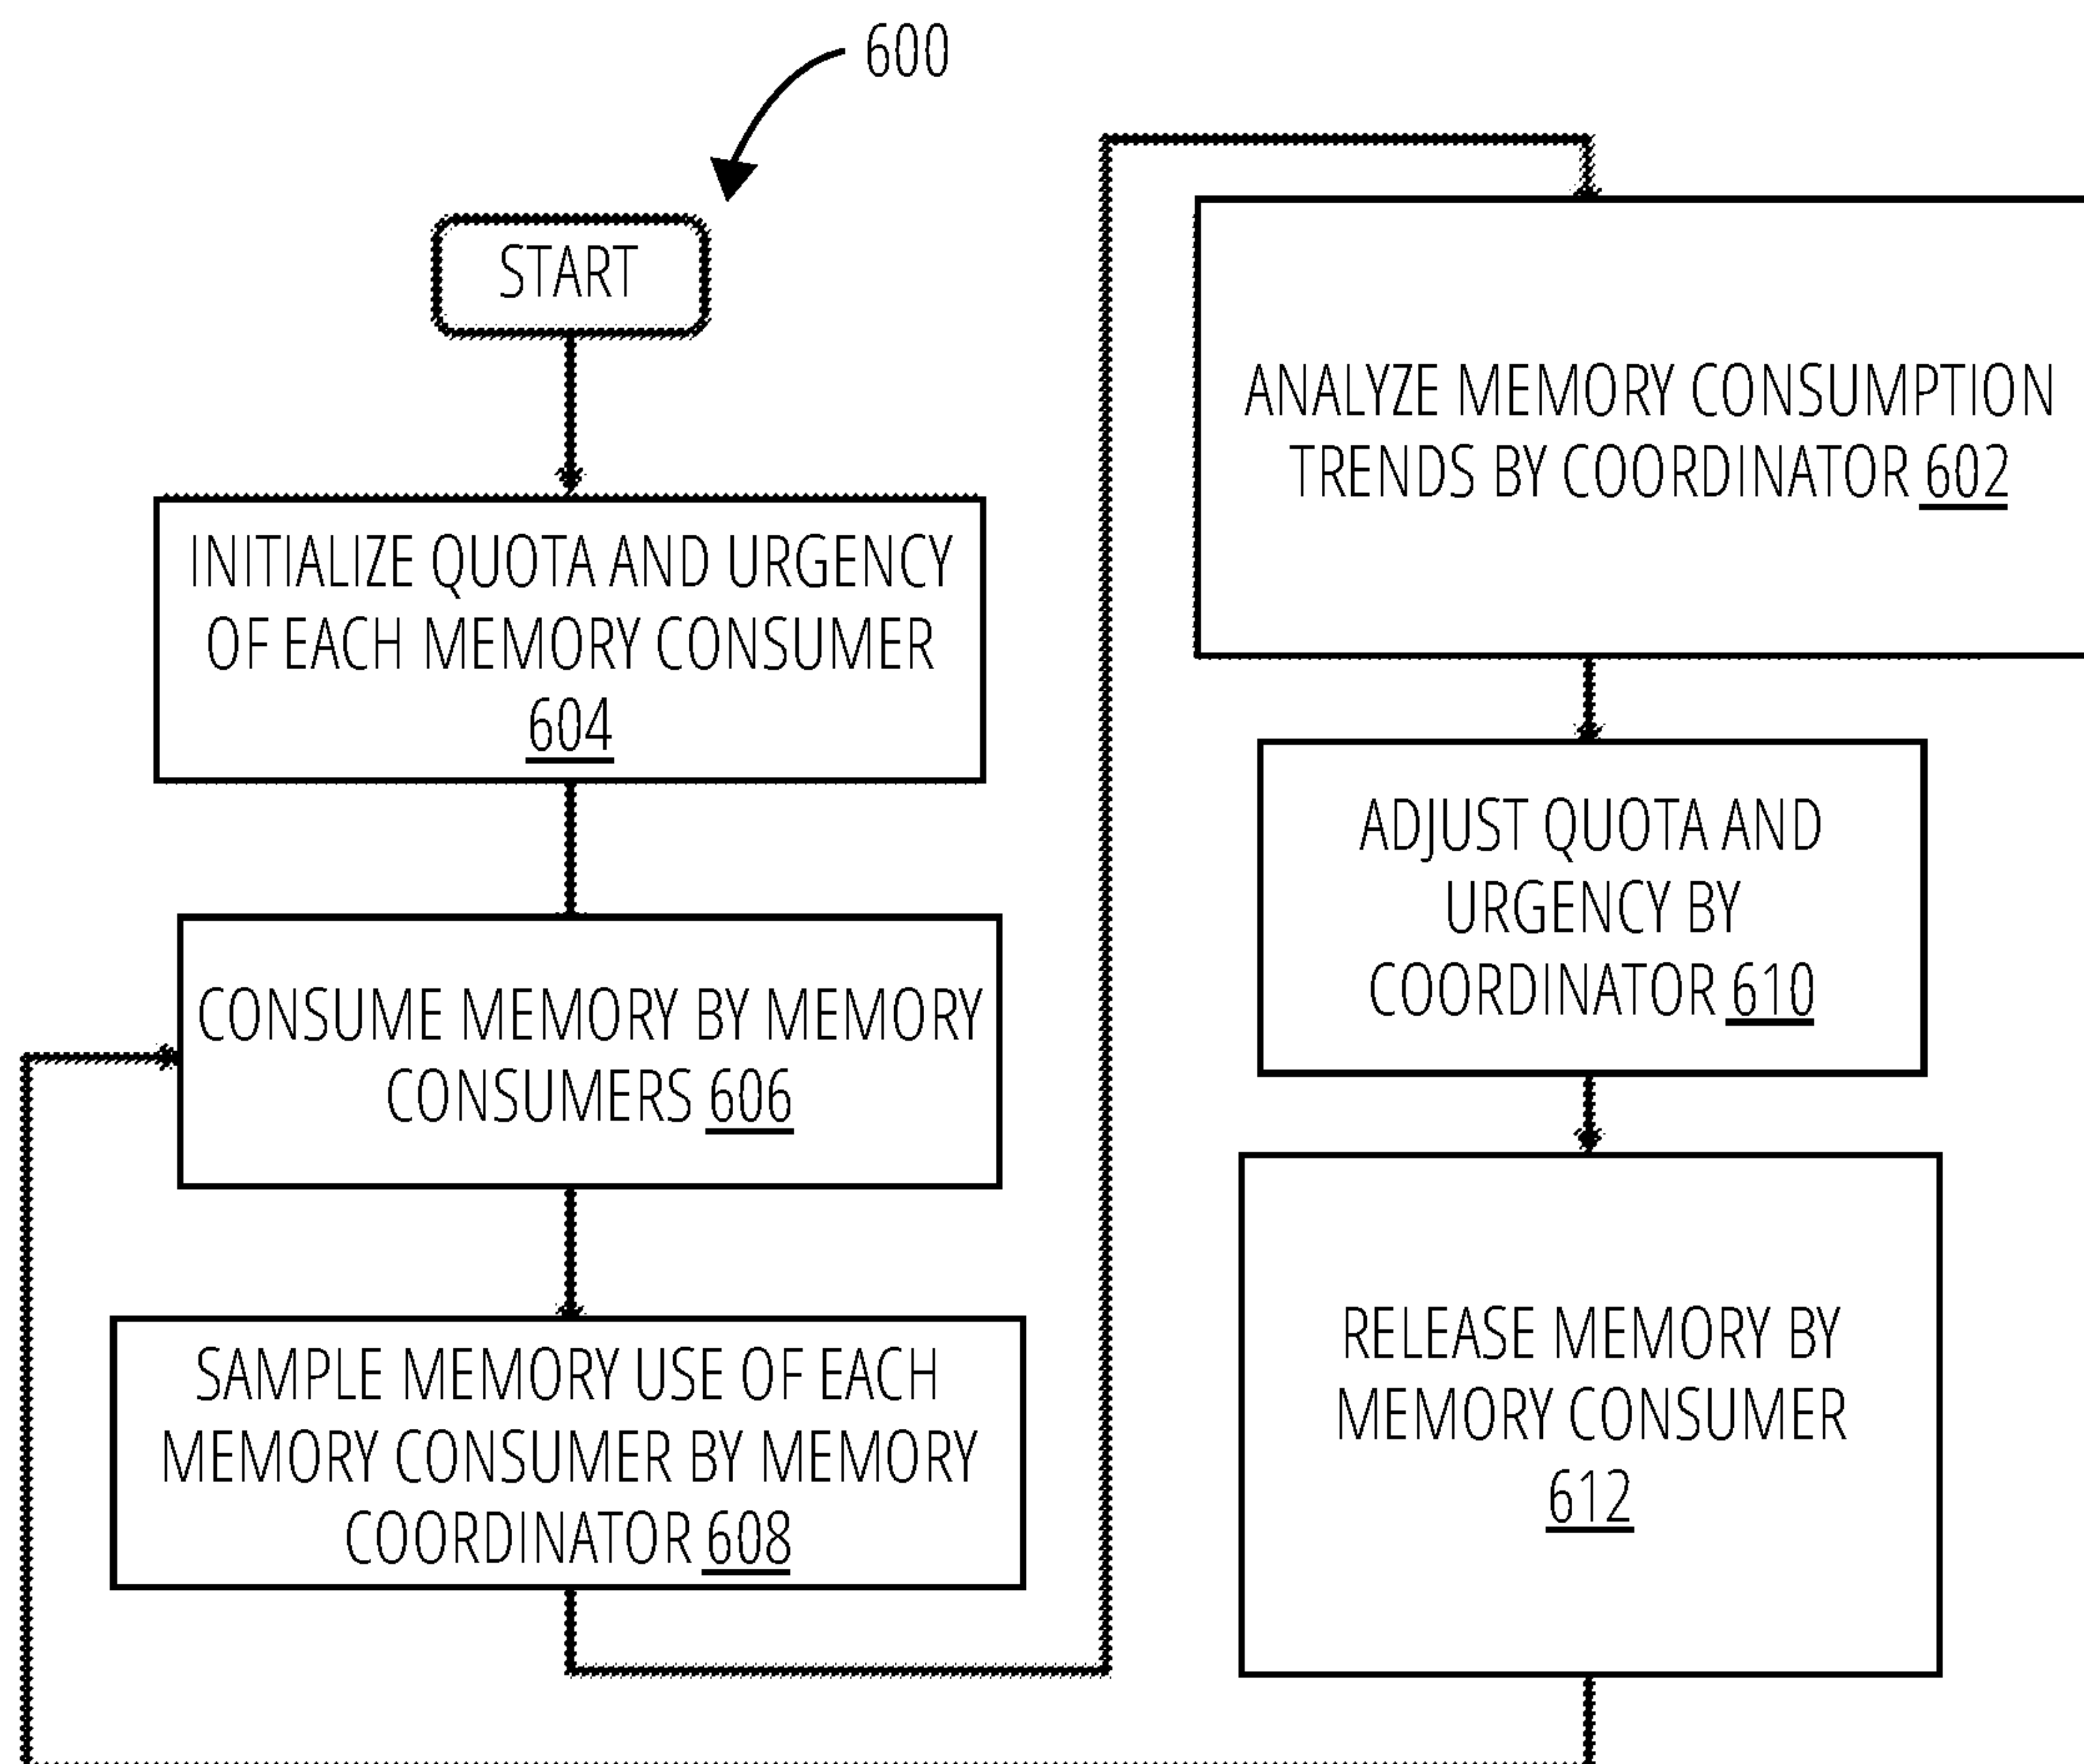 600
START
INITIALIZE QUOTA AND URGENCY
OF EACH MEMORY CONSUMER
604
CONSUME MEMORY BY MEMORY
CONSUMERS 606
SAMPLE MEMORY USE OF EACH
MEMORY CONSUMER BY MEMORY
COORDINATOR 608
ANALYZE MEMORY CONSUMPTION
TRENDS BY COORDINATOR 602
ADJUST QUOTA AND
URGENCY BY
COORDINATOR 610
RELEASE MEMORY BY
MEMORY CONSUMER
612